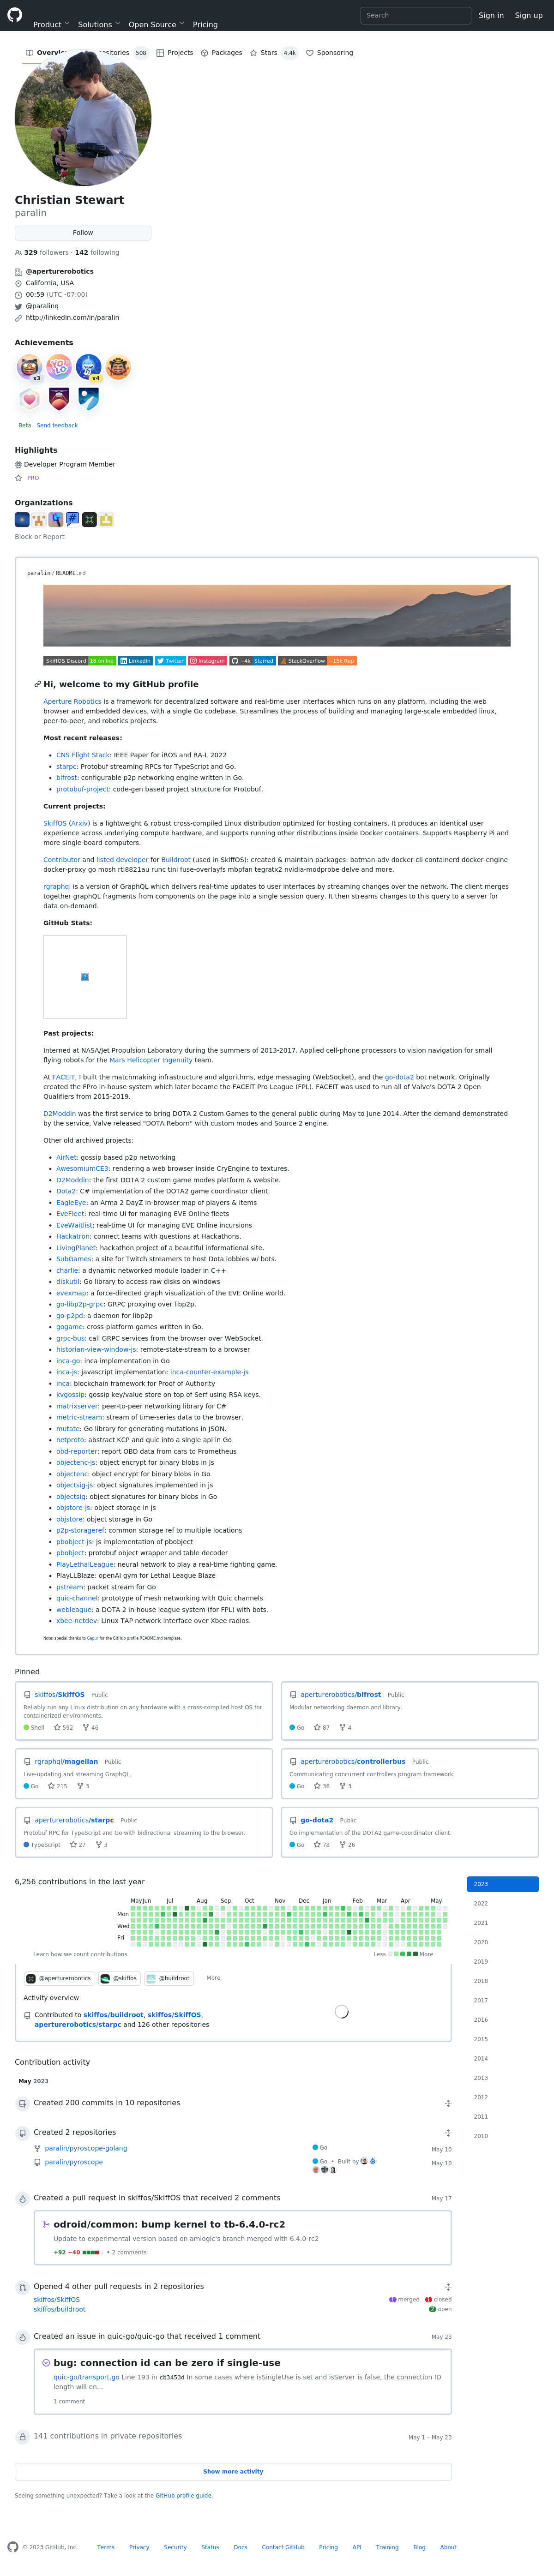 Product
Solutions
Open Source
Pricing
Search
Sign in
Sign up
Overview
Repositories 508
Projects
Packages
Stars 4.4k
Sponsoring
Christian Stewart
paralin
Follow
329 followers · 142 following
@aperturerobotics
California, USA
00:59 (UTC -07:00)
@paralinq
http://linkedin.com/in/paralin
Achievements
x3
YOLO
x4
Beta Send feedback
Highlights
Developer Program Member
PRO
Organizations
Block or Report
paralin / README.md
SkiffOS Discord 16 online LinkedIn Twitter Instagram ~4k Starred StackOverflow ~15k Rep
Hi, welcome to my GitHub profile
Aperture Robotics is a framework for decentralized software and real-time user interfaces which runs on any platform, including the web
browser and embedded devices, with a single Go codebase. Streamlines the process of building and managing large-scale embedded linux,
peer-to-peer, and robotics projects.
Most recent releases:
• CNS Flight Stack: IEEE Paper for IROS and RA-L 2022
• starpc: Protobuf streaming RPCs for TypeScript and Go.
• bifrost: configurable p2p networking engine written in Go.
• protobuf-project: code-gen based project structure for Protobuf.
Current projects:
SkiffOS (Arxiv) is a lightweight & robust cross-compiled Linux distribution optimized for hosting containers. It produces an identical user
experience across underlying compute hardware, and supports running other distributions inside Docker containers. Supports Raspberry Pi and
more single-board computers.
Contributor and listed developer for Buildroot (used in SkiffOS): created & maintain packages: batman-adv docker-cli containerd docker-engine
docker-proxy go mosh rtl8821au runc tini fuse-overlayfs mbpfan tegratx2 nvidia-modprobe delve and more.
rgraphql is a version of GraphQL which delivers real-time updates to user interfaces by streaming changes over the network. The client merges
together graphQL fragments from components on the page into a single session query. It then streams changes to this query to a server for
data on-demand.
GitHub Stats:
Past projects:
Interned at NASA/Jet Propulsion Laboratory during the summers of 2013-2017. Applied cell-phone processors to vision navigation for small
flying robots for the Mars Helicopter Ingenuity team.
At FACEIT, I built the matchmaking infrastructure and algorithms, edge messaging (WebSocket), and the go-dota2 bot network. Originally
created the FPro in-house system which later became the FACEIT Pro League (FPL). FACEIT was used to run all of Valve's DOTA 2 Open
Qualifiers from 2015-2019.
D2Moddin was the first service to bring DOTA 2 Custom Games to the general public during May to June 2014. After the demand demonstrated
by the service, Valve released "DOTA Reborn" with custom modes and Source 2 engine.
Other old archived projects:
• AirNet: gossip based p2p networking
• AwesomiumCE3: rendering a web browser inside CryEngine to textures.
• D2Moddin: the first DOTA 2 custom game modes platform & website.
• Dota2: C# implementation of the DOTA2 game coordinator client.
• EagleEye: an Arma 2 DayZ in-browser map of players & items
• EveFleet: real-time UI for managing EVE Online fleets
• EveWaitlist: real-time UI for managing EVE Online incursions
• Hackatron: connect teams with questions at Hackathons.
• LivingPlanet: hackathon project of a beautiful informational site.
• SubGames: a site for Twitch streamers to host Dota lobbies w/ bots.
• charlie: a dynamic networked module loader in C++
• diskutil: Go library to access raw disks on windows
• evexmap: a force-directed graph visualization of the EVE Online world.
• go-libp2p-grpc: GRPC proxying over libp2p.
• go-p2pd: a daemon for libp2p
• gogame: cross-platform games written in Go.
• grpc-bus: call GRPC services from the browser over WebSocket.
• historian-view-window-js: remote-state-stream to a browser
• inca-go: inca implementation in Go
• inca-js: javascript implementation: inca-counter-example-js
• inca: blockchain framework for Proof of Authority
• kvgossip: gossip key/value store on top of Serf using RSA keys.
• matrixserver: peer-to-peer networking library for C#
• metric-stream: stream of time-series data to the browser.
• mutate: Go library for generating mutations in JSON.
• netproto: abstract KCP and quic into a single api in Go
• obd-reporter: report OBD data from cars to Prometheus
• objectenc-js: object encrypt for binary blobs in Js
• objectenc: object encrypt for binary blobs in Go
• objectsig-js: object signatures implemented in js
• objectsig: object signatures for binary blobs in Go
• objstore-js: object storage in js
• objstore: object storage in Go
• p2p-storageref: common storage ref to multiple locations
• pbobject-js: js implementation of pbobject
• pbobject: protobuf object wrapper and table decoder
• PlayLethalLeague: neural network to play a real-time fighting game.
• PlayLLBlaze: openAI gym for Lethal League Blaze
• pstream: packet stream for Go
• quic-channel: prototype of mesh networking with Quic channels
• webleague: a DOTA 2 in-house league system (for FPL) with bots.
• xbee-netdev: Linux TAP network interface over Xbee radios.
Note: special thanks to Gapur for the GitHub profile README.md template.
Pinned
skiffos/SkiffOS Public
Reliably run any Linux distribution on any hardware with a cross-compiled host OS for
containerized environments.
Shell 592 46
aperturerobotics/bifrost Public
Modular networking daemon and library.
Go 87 4
rgraphql/magellan Public
Live-updating and streaming GraphQL.
Go 215 3
aperturerobotics/controllerbus Public
Communicating concurrent controllers program framework.
Go 36 3
aperturerobotics/starpc Public
Protobuf RPC for TypeScript and Go with bidirectional streaming to the browser.
TypeScript 27 3
go-dota2 Public
Go implementation of the DOTA2 game-coordinator client.
Go 78 26
6,256 contributions in the last year
May Jun Jul Aug Sep Oct Nov Dec Jan Feb Mar Apr May
Mon
Wed
Fri
Learn how we count contributions
Less More
@aperturerobotics
@skiffos
@buildroot
More
Activity overview
Contributed to skiffos/buildroot, skiffos/SkiffOS,
aperturerobotics/starpc and 126 other repositories
2023
2022
2021
2020
2019
2018
2017
2016
2015
2014
2013
2012
2011
2010
Contribution activity
May 2023
Created 200 commits in 10 repositories
Created 2 repositories
paralin/pyroscope-golang Go May 10
paralin/pyroscope Go • Built by May 10
Created a pull request in skiffos/SkiffOS that received 2 comments May 17
odroid/common: bump kernel to tb-6.4.0-rc2
Update to experimental version based on amlogic's branch merged with 6.4.0-rc2
+92 −40 • 2 comments
Opened 4 other pull requests in 2 repositories
skiffos/SkiffOS 1 merged 1 closed
skiffos/buildroot 2 open
Created an issue in quic-go/quic-go that received 1 comment May 23
bug: connection id can be zero if single-use
quic-go/transport.go Line 193 in cb3453d In some cases where isSingleUse is set and isServer is false, the connection ID
length will en…
1 comment
141 contributions in private repositories May 1 – May 23
Show more activity
Seeing something unexpected? Take a look at the GitHub profile guide.
© 2023 GitHub, Inc.
Terms
Privacy
Security
Status
Docs
Contact GitHub
Pricing
API
Training
Blog
About